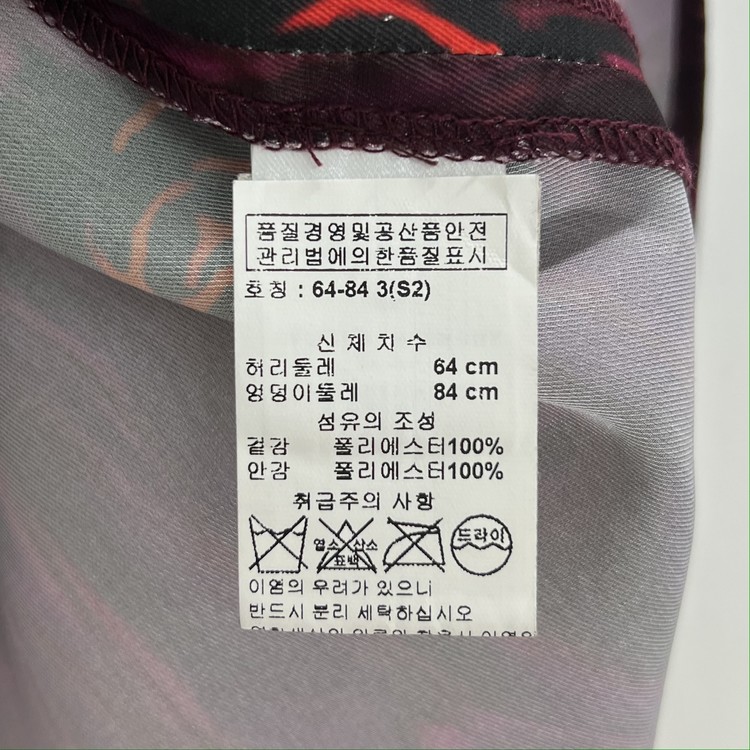 품질경영및공산품안전
관리법에의한품질표시
호칭 : 64-84 3(S2)
신체치수
허리둘레 64 cm
엉덩이둘레 84 cm
섬유의 조성
겉감 폴리에스터100%
안감 폴리에스터100%
취급주의 사항
염소 산소 드라이
표백
이염의 우려가 있으니
반드시 분리 세탁하십시오